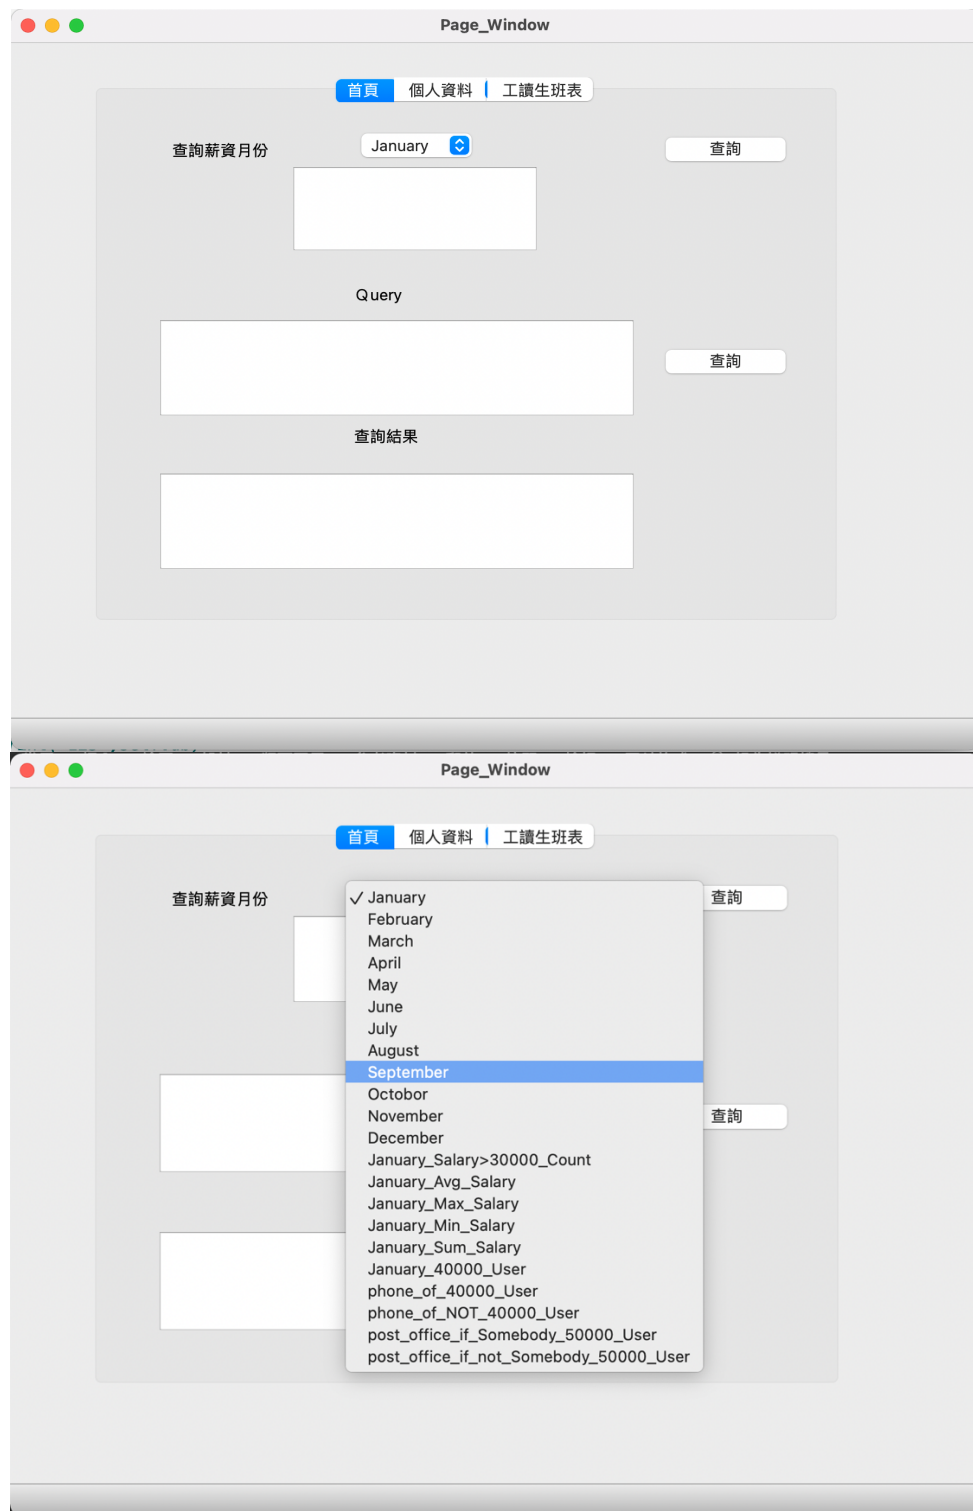 Page_Window
首頁 個人資料 工讀生班表
查詢薪資月份 January 查詢
Query
查詢
查詢結果
Page_Window
首頁 個人資料 工讀生班表
查詢薪資月份 January 查詢
February
March
April
May
June
July
August
September
Octobor
November 查詢
December
January_Salary>30000_Count
January_Avg_Salary
January_Max_Salary
January_Min_Salary
January_Sum_Salary
January_40000_User
phone_of_40000_User
phone_of_NOT_40000_User
post_office_if_Somebody_50000_User
post_office_if_not_Somebody_50000_User